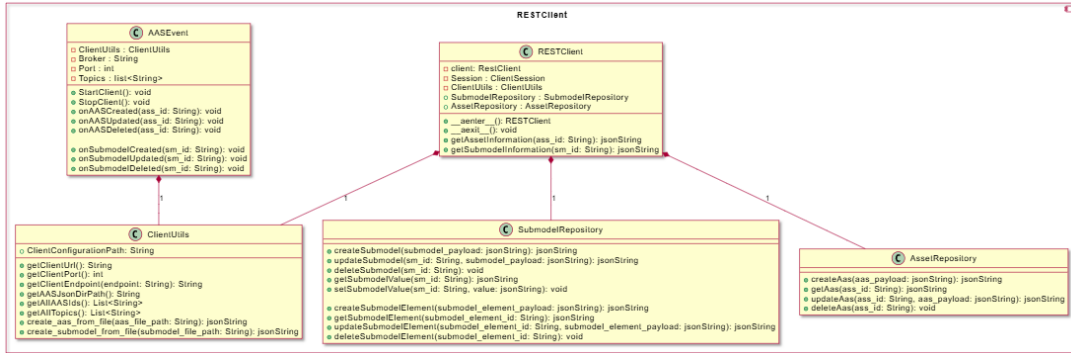 RESTClient
C AASEvent
ClientUtils : ClientUtils
Broker : String
Port : int
Topics : list<String>
StartClient(): void
StopClient(): void
onAASCreated(ass_id: String): void
onAASUpdated(ass_id: String): void
onAASDeleted(ass_id: String): void
onSubmodelCreated(sm_id: String): void
onSubmodelUpdated(sm_id: String): void
onSubmodelDeleted(sm_id: String): void
C RESTClient
client: RestClient
Session : ClientSession
ClientUtils : ClientUtils
SubmodelRepository : SubmodelRepository
AssetRepository : AssetRepository
__aenter__(): RESTClient
__aexit__(): void
getAssetInformation(ass_id: String): jsonString
getSubmodelInformation(sm_id: String): jsonString
1
1
1
1
C ClientUtils
ClientConfigurationPath: String
getClientUrl(): String
getClientPort(): int
getClientEndpoint(endpoint: String): String
getAASJsonDirPath(): String
getAllAASIds(): List<String>
getAllTopics(): List<String>
create_aas_from_file(aas_file_path: String): jsonString
create_submodel_from_file(submodel_file_path: String): jsonString
C SubmodelRepository
createSubmodel(submodel_payload: jsonString): jsonString
updateSubmodel(sm_id: String, submodel_payload: jsonString): jsonString
deleteSubmodel(sm_id: String): void
getSubmodelValue(sm_id: String): jsonString
setSubmodelValue(sm_id: String, value: jsonString): void
createSubmodelElement(submodel_element_payload: jsonString): jsonString
getSubmodelElement(submodel_element_id: String): jsonString
updateSubmodelElement(submodel_element_id: String, submodel_element_payload: jsonString): jsonString
deleteSubmodelElement(submodel_element_id: String): void
C AssetRepository
createAas(aas_payload: jsonString): jsonString
getAas(ass_id: String): jsonString
updateAas(ass_id: String, aas_payload: jsonString): jsonString
deleteAas(ass_id: String): void